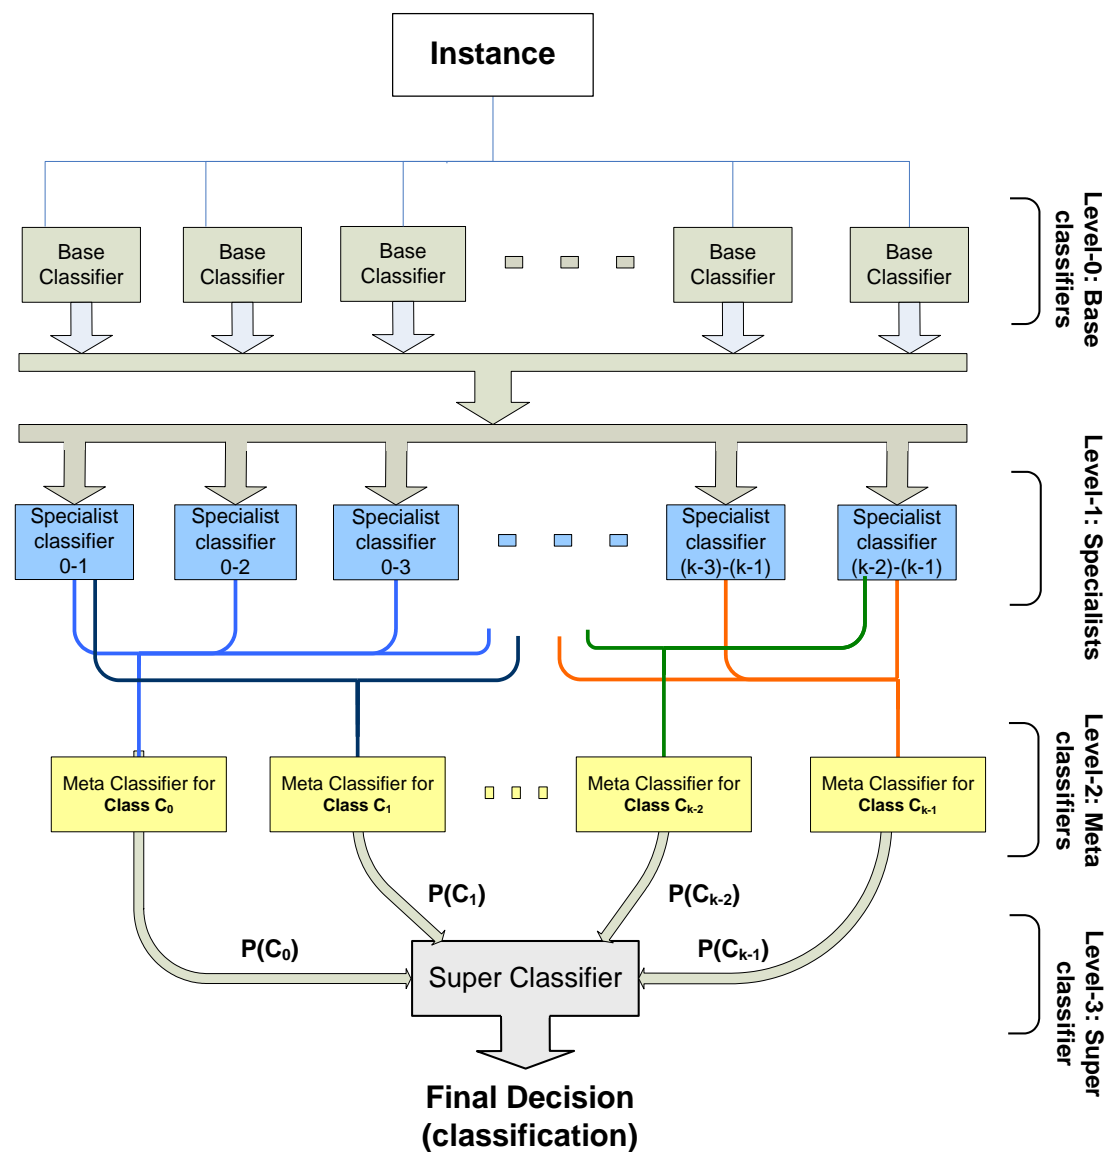 Instance
Base
Classifier
Base
Classifier
Base
Classifier
Base
Classifier
Base
Classifier
Level-0: Base
classifiers
Specialist
classifier
0-1
Specialist
classifier
0-2
Specialist
classifier
0-3
Specialist
classifier
(k-3)-(k-1)
Specialist
classifier
(k-2)-(k-1)
Level-1: Specialists
Meta Classifier for
Class C₀
Meta Classifier for
Class C₁
Meta Classifier for
Class Cₖ₋₂
Meta Classifier for
Class Cₖ₋₁
Level-2: Meta
classifiers
P(C₀)
P(C₁)
P(Cₖ₋₂)
P(Cₖ₋₁)
Super Classifier
Level-3: Super
classifier
Final Decision
(classification)